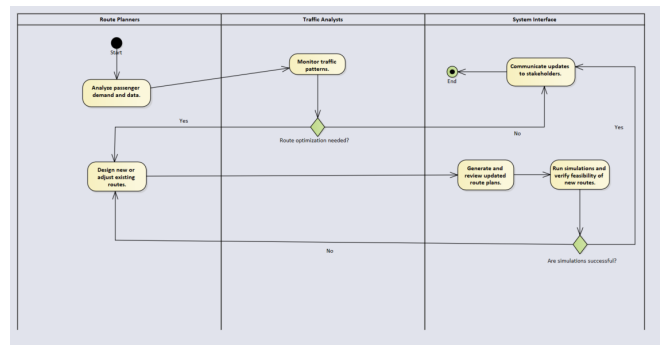 Route Planners
Traffic Analysts
System Interface
Start
Analyze passenger
demand and data.
Monitor traffic
patterns.
Communicate updates
to stakeholders.
End
Yes
Route optimization needed?
No
Yes
Design new or
adjust existing
routes.
Generate and
review updated
route plans.
Run simulations and
verify feasibility of
new routes.
No
Are simulations successful?